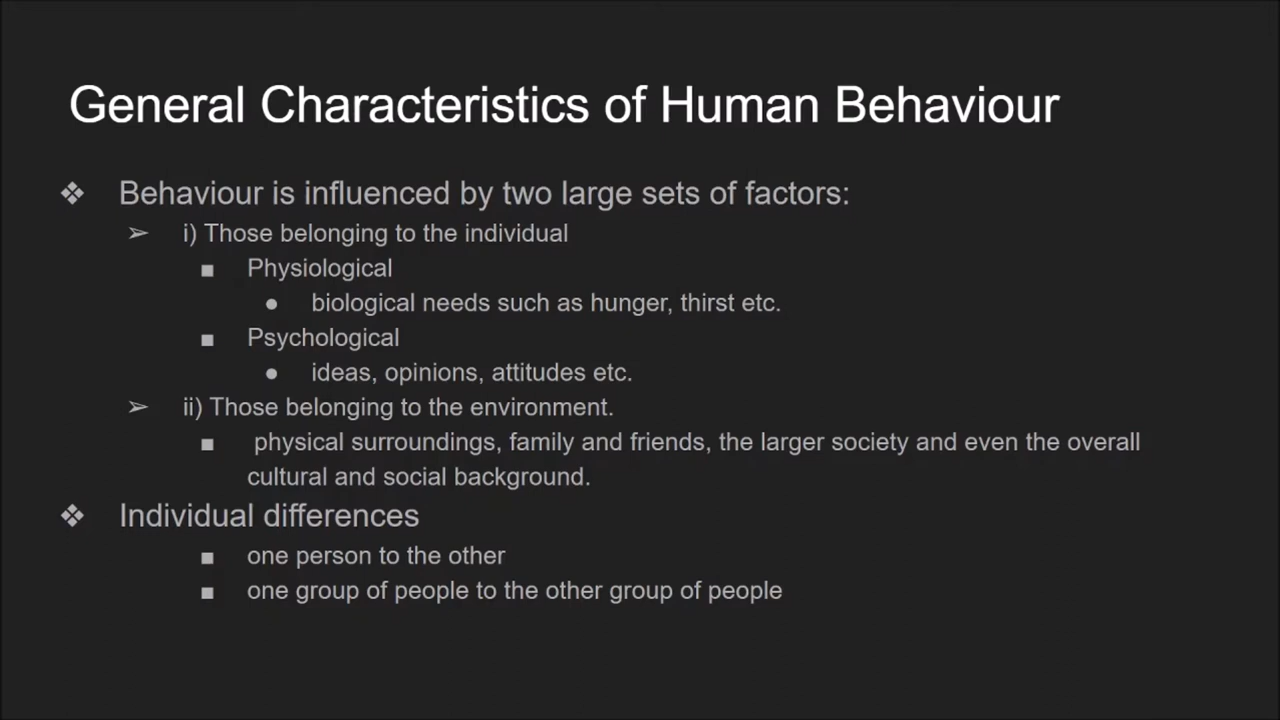 General Characteristics of Human Behaviour
❖ Behaviour is influenced by two large sets of factors:
➢ i) Those belonging to the individual
■ Physiological
● biological needs such as hunger, thirst etc.
■ Psychological
● ideas, opinions, attitudes etc.
➢ ii) Those belonging to the environment.
■ physical surroundings, family and friends, the larger society and even the overall
cultural and social background.
❖ Individual differences
■ one person to the other
■ one group of people to the other group of people